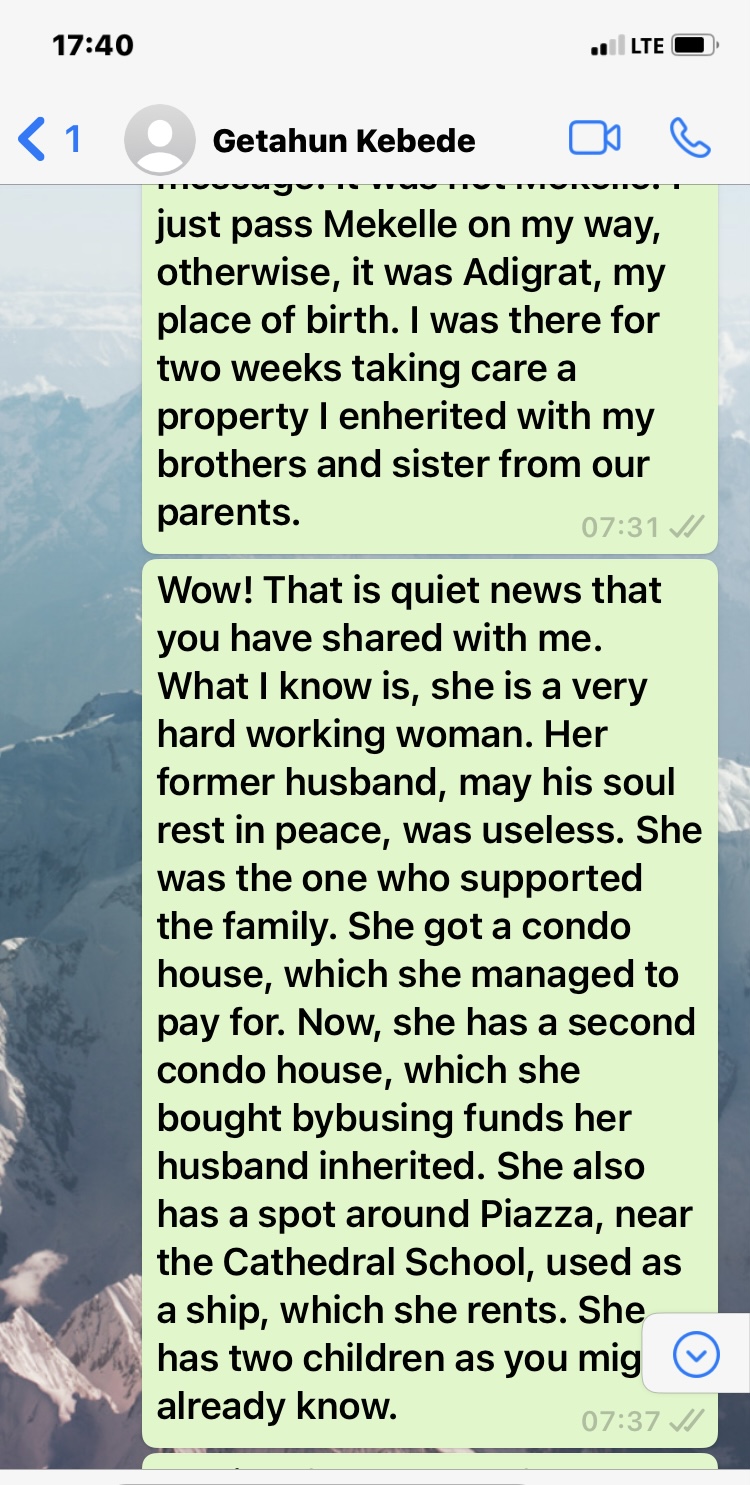 17:40
LTE
1
Getahun Kebede
message. It was not Mekelle. I
just pass Mekelle on my way,
otherwise, it was Adigrat, my
place of birth. I was there for
two weeks taking care a
property I enherited with my
brothers and sister from our
parents.
07:31
Wow! That is quiet news that
you have shared with me.
What I know is, she is a very
hard working woman. Her
former husband, may his soul
rest in peace, was useless. She
was the one who supported
the family. She got a condo
house, which she managed to
pay for. Now, she has a second
condo house, which she
bought bybusing funds her
husband inherited. She also
has a spot around Piazza, near
the Cathedral School, used as
a ship, which she rents. She
has two children as you mig
already know.
07:37